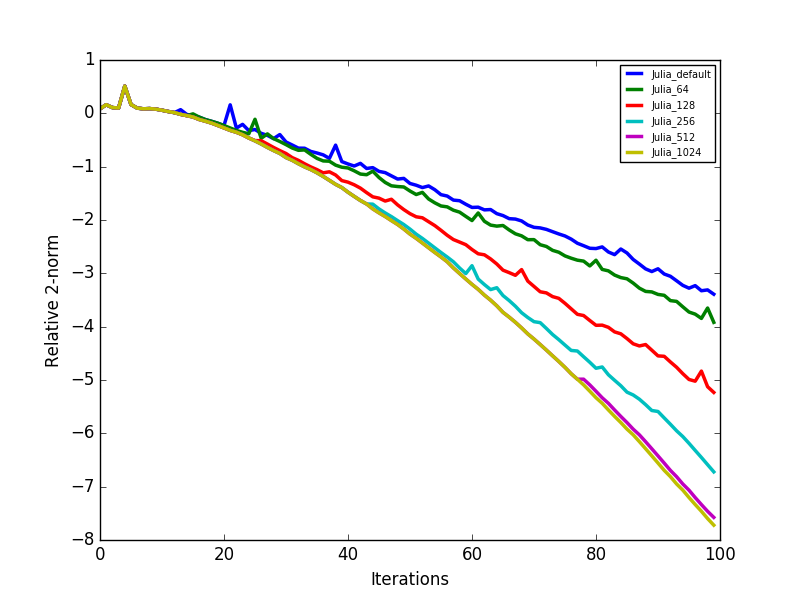 1
0
−1
−2
−3
−4
−5
−6
−7
−8
0 20 40 60 80 100
Relative 2-norm
Iterations
Julia_default
Julia_64
Julia_128
Julia_256
Julia_512
Julia_1024